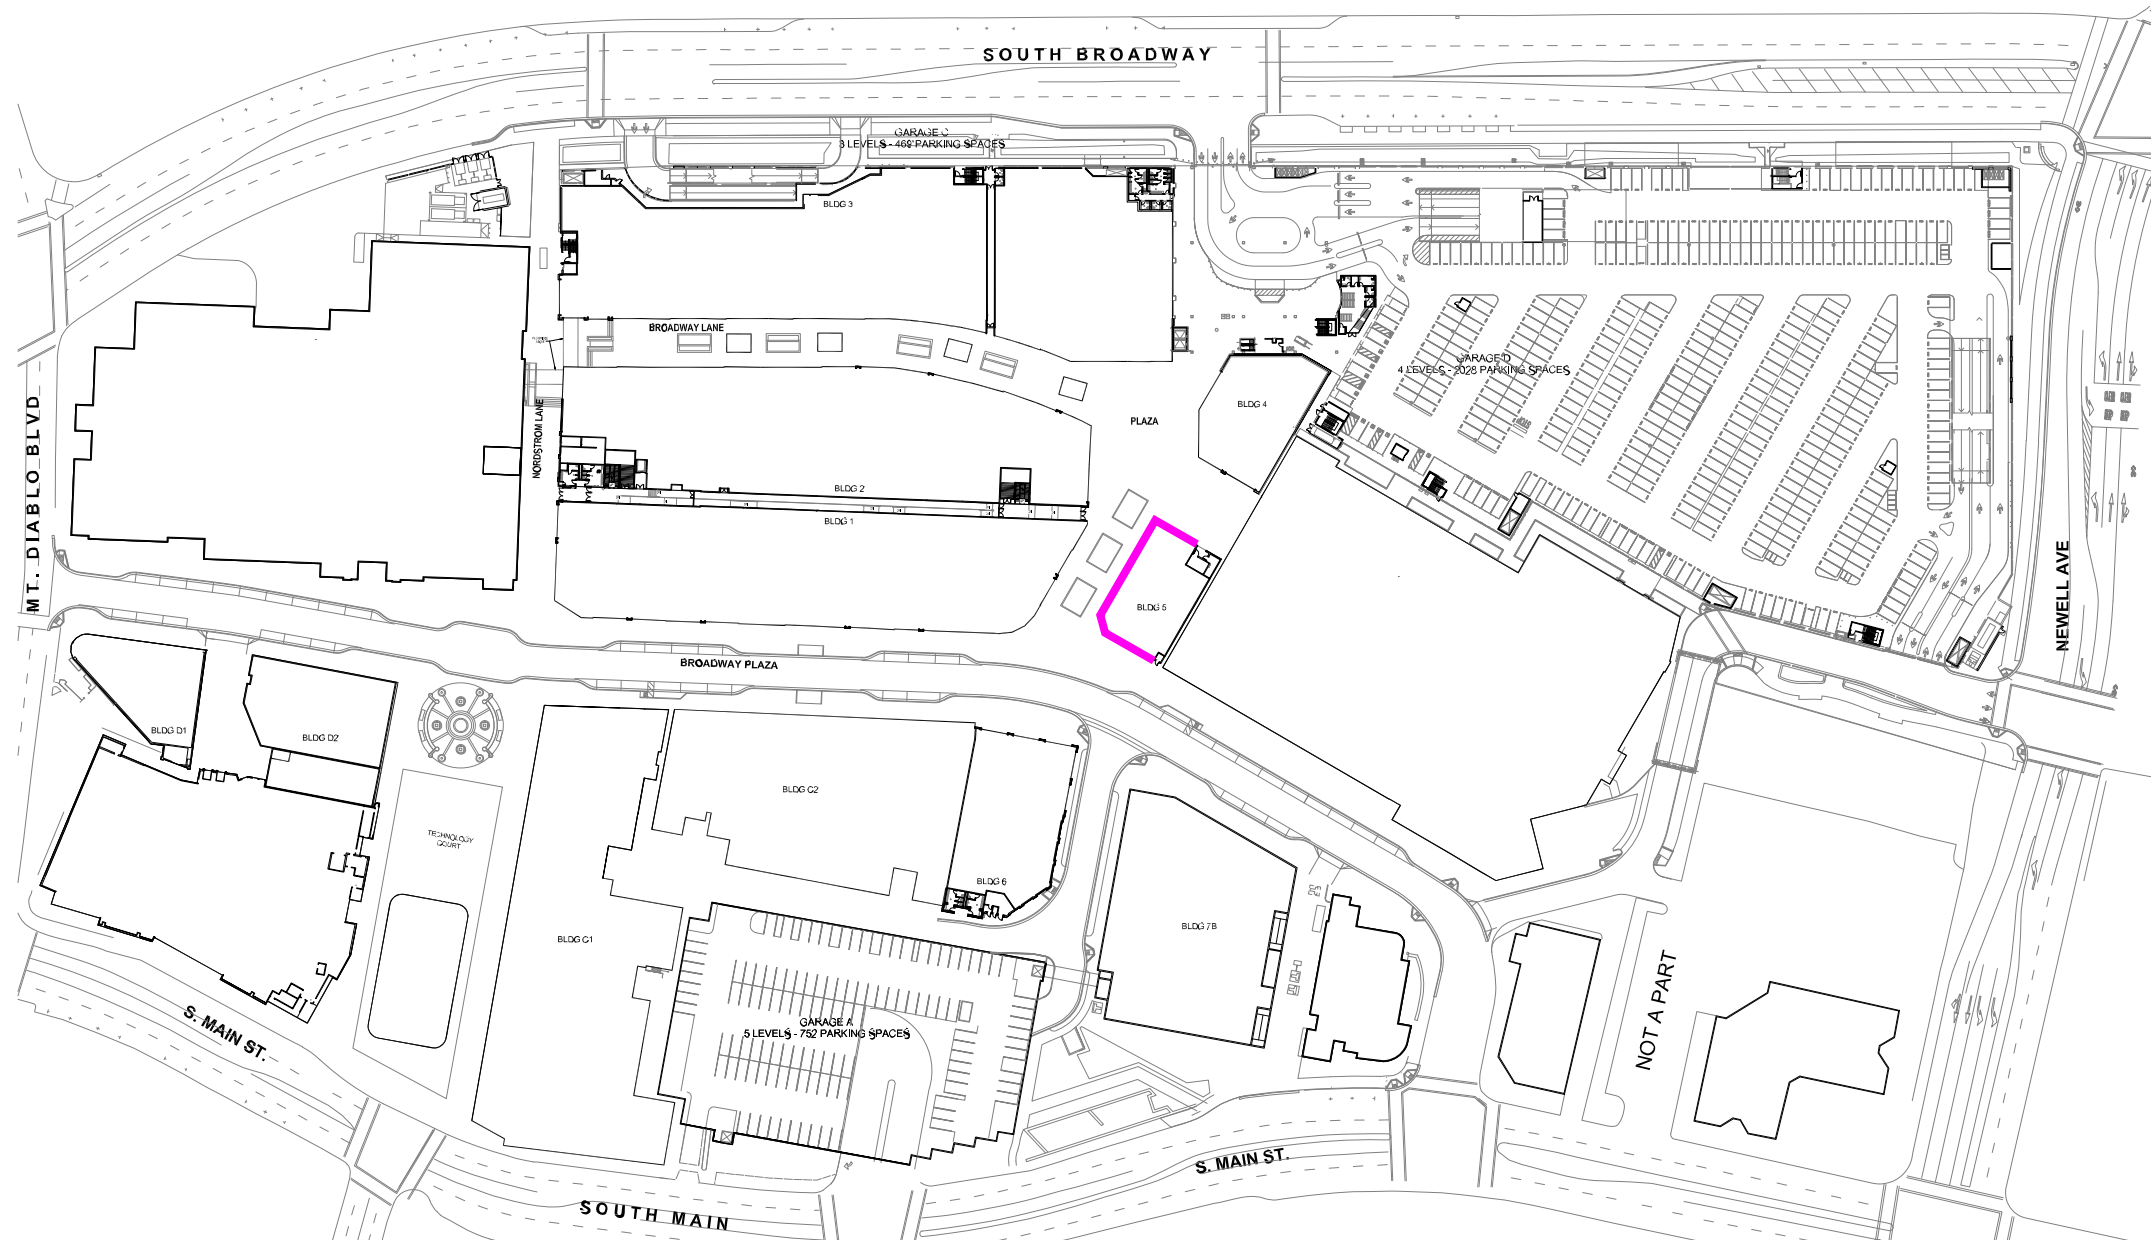 SOUTH BROADWAY
GARAGE C
3 LEVELS - 469 PARKING SPACES
BLDG 3
BROADWAY LANE
GARAGE D
4 LEVELS - 2028 PARKING SPACES
BLDG 4
PLAZA
MT. DIABLO BLVD
NORDSTROM LANE
BLDG 2
BLDG 1
BLDG 5
NEWELL AVE
BROADWAY PLAZA
BLDG D1
BLDG D2
BLDG C2
TECHNOLOGY
COURT
BLDG 6
BLDG 7B
BLDG C1
NOT A PART
GARAGE A
5 LEVELS - 752 PARKING SPACES
S. MAIN ST.
S. MAIN ST.
SOUTH MAIN